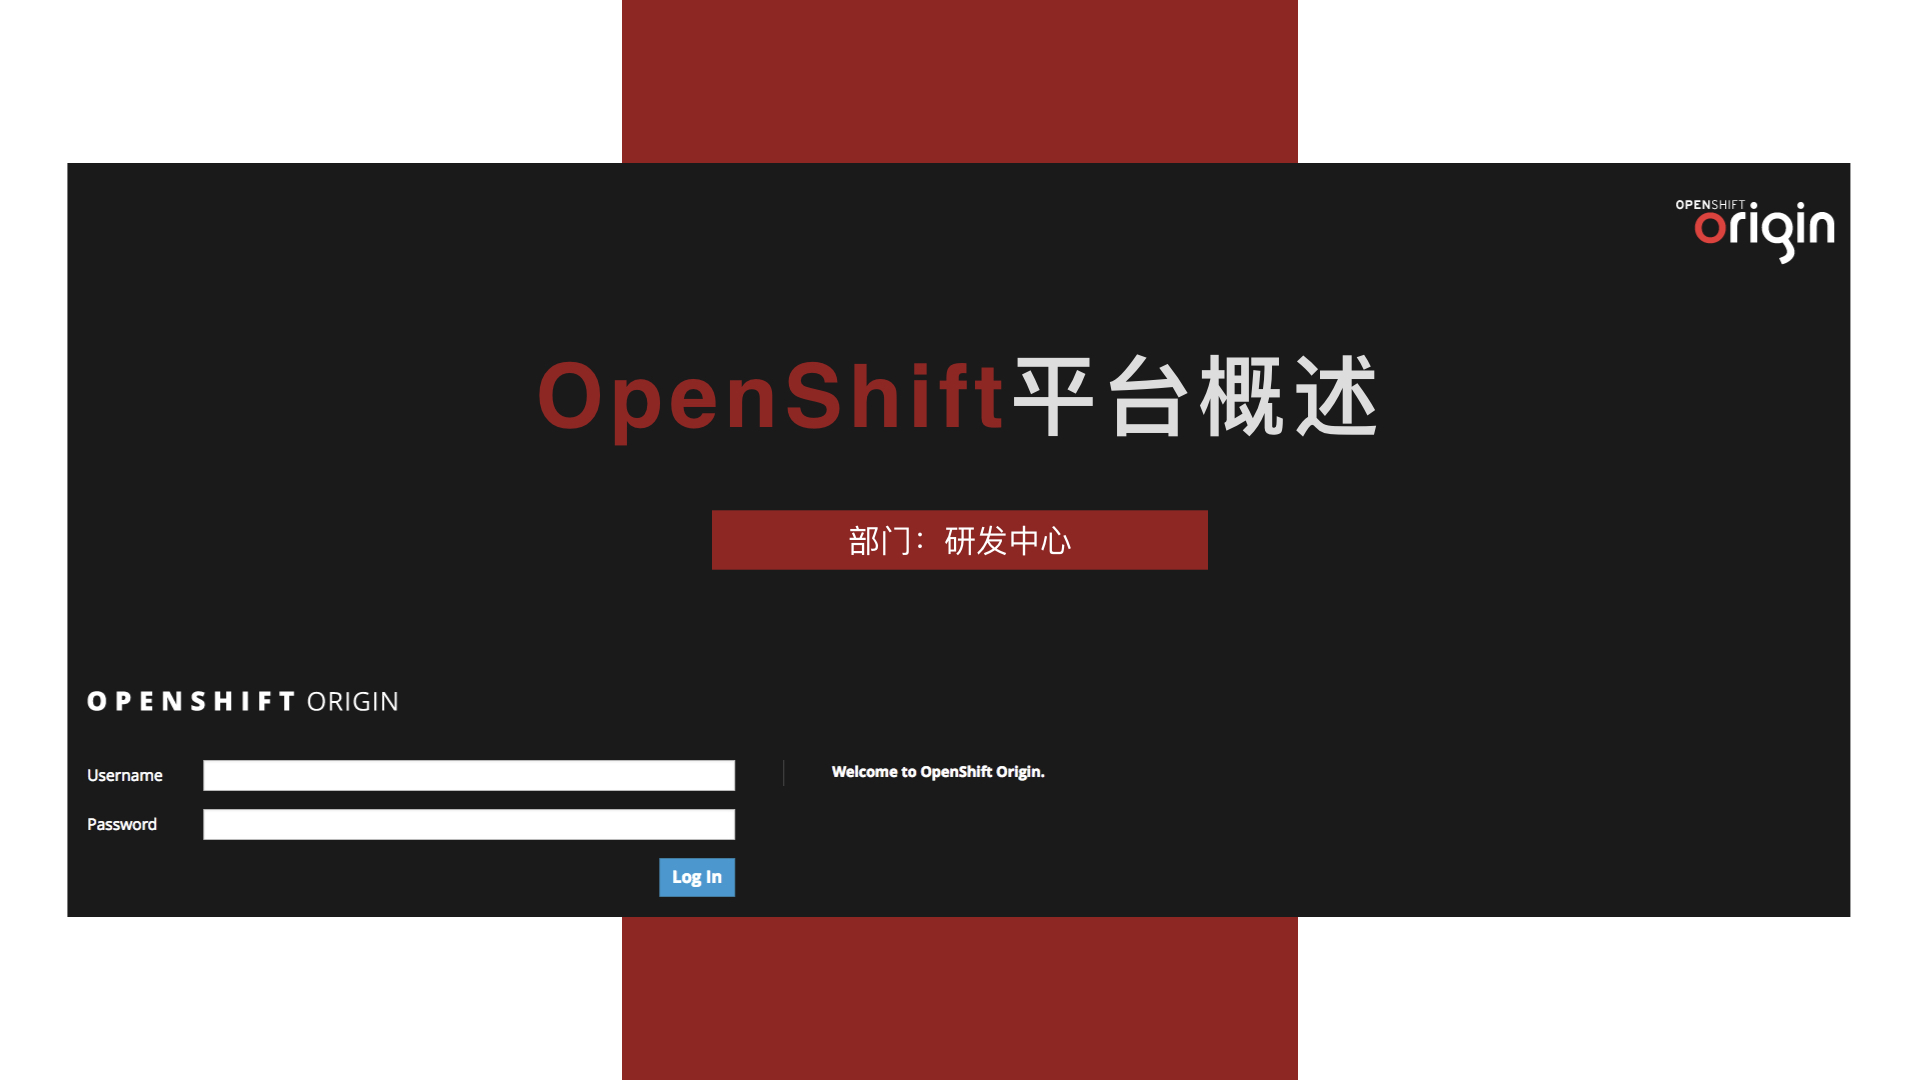 OPENSHIFT
origin
OpenShift平台概述
部门：研发中心
OPENSHIFT ORIGIN
Username
Welcome to OpenShift Origin.
Password
Log In